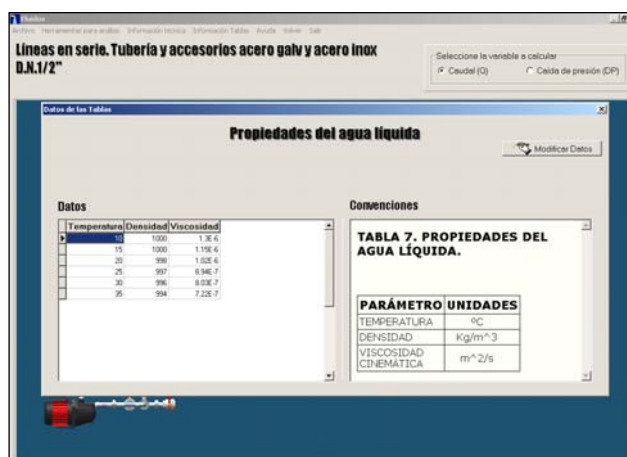 Fluidos
Archivo Herramientas para análisis Información técnica Información Tablas Ayuda Volver Salir
Líneas en serie. Tubería y accesorios acero galv y acero inox
D.N.1/2"
Seleccione la variable a calcular
Caudal (Q) Caída de presión (DP)
Datos de las Tablas
Propiedades del agua líquida
Modificar Datos
Datos
Convenciones
Temperatura Densidad Viscosidad
10 1000 1.3E-6
15 1000 1.15E-6
20 998 1.02E-6
25 997 8.94E-7
30 996 8.03E-7
35 994 7.22E-7
TABLA 7. PROPIEDADES DEL
AGUA LÍQUIDA.
PARÁMETRO UNIDADES
TEMPERATURA ºC
DENSIDAD Kg/m^3
VISCOSIDAD
CINEMÁTICA m^2/s